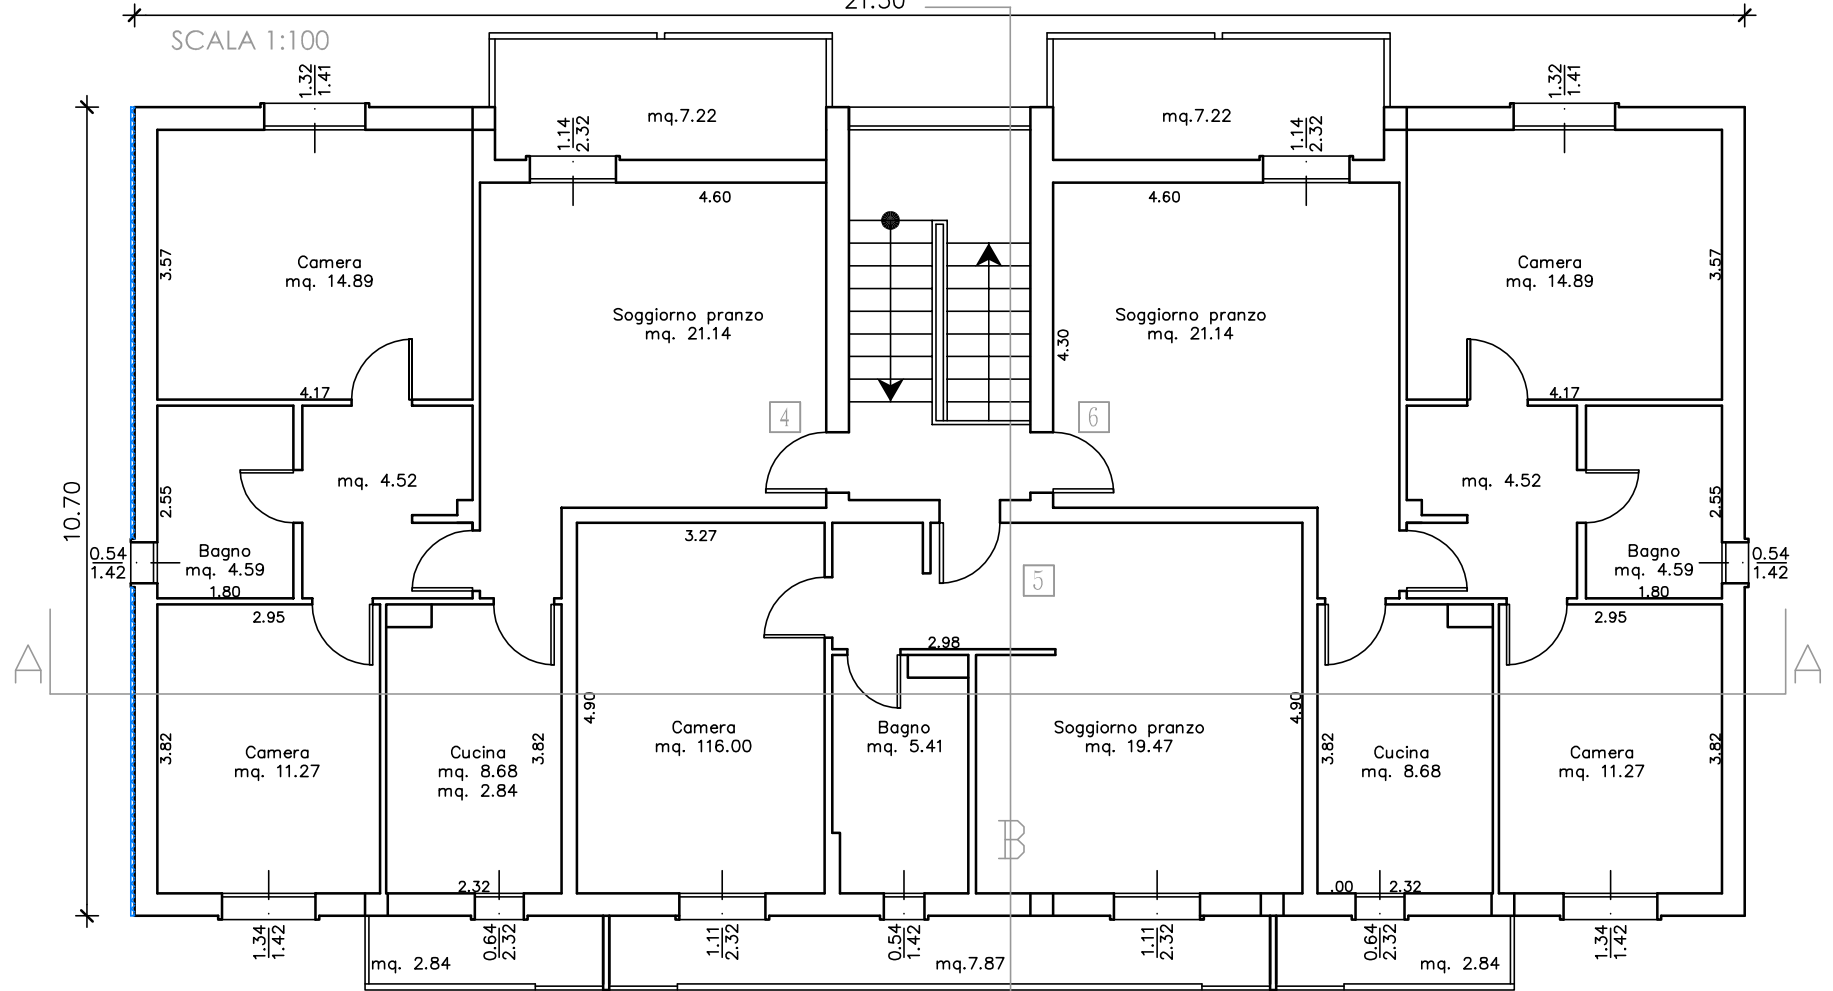 21.50
SCALA 1:100
1.32
1.41
1.32
1.41
mq.7.22
mq.7.22
1.14
2.32
1.14
2.32
4.60
4.60
3.57
Camera
mq. 14.89
Camera
mq. 14.89
3.57
Soggiorno pranzo
mq. 21.14
Soggiorno pranzo
mq. 21.14
4.30
4.17
4.17
4
6
10.70
2.55
mq. 4.52
mq. 4.52
2.55
3.27
0.54
1.42
Bagno
mq. 4.59
1.80
5
Bagno
mq. 4.59
1.80
0.54
1.42
2.95
2.95
2.98
A
A
4.90
4.90
3.82
Camera
mq. 11.27
Cucina
mq. 8.68
mq. 2.84
3.82
Camera
mq. 116.00
Bagno
mq. 5.41
Soggiorno pranzo
mq. 19.47
3.82
Cucina
mq. 8.68
Camera
mq. 11.27
3.82
B
2.32
.00
2.32
1.34
1.42
0.64
2.32
1.11
2.32
0.54
1.42
1.11
2.32
0.64
2.32
1.34
1.42
mq. 2.84
mq.7.87
mq. 2.84